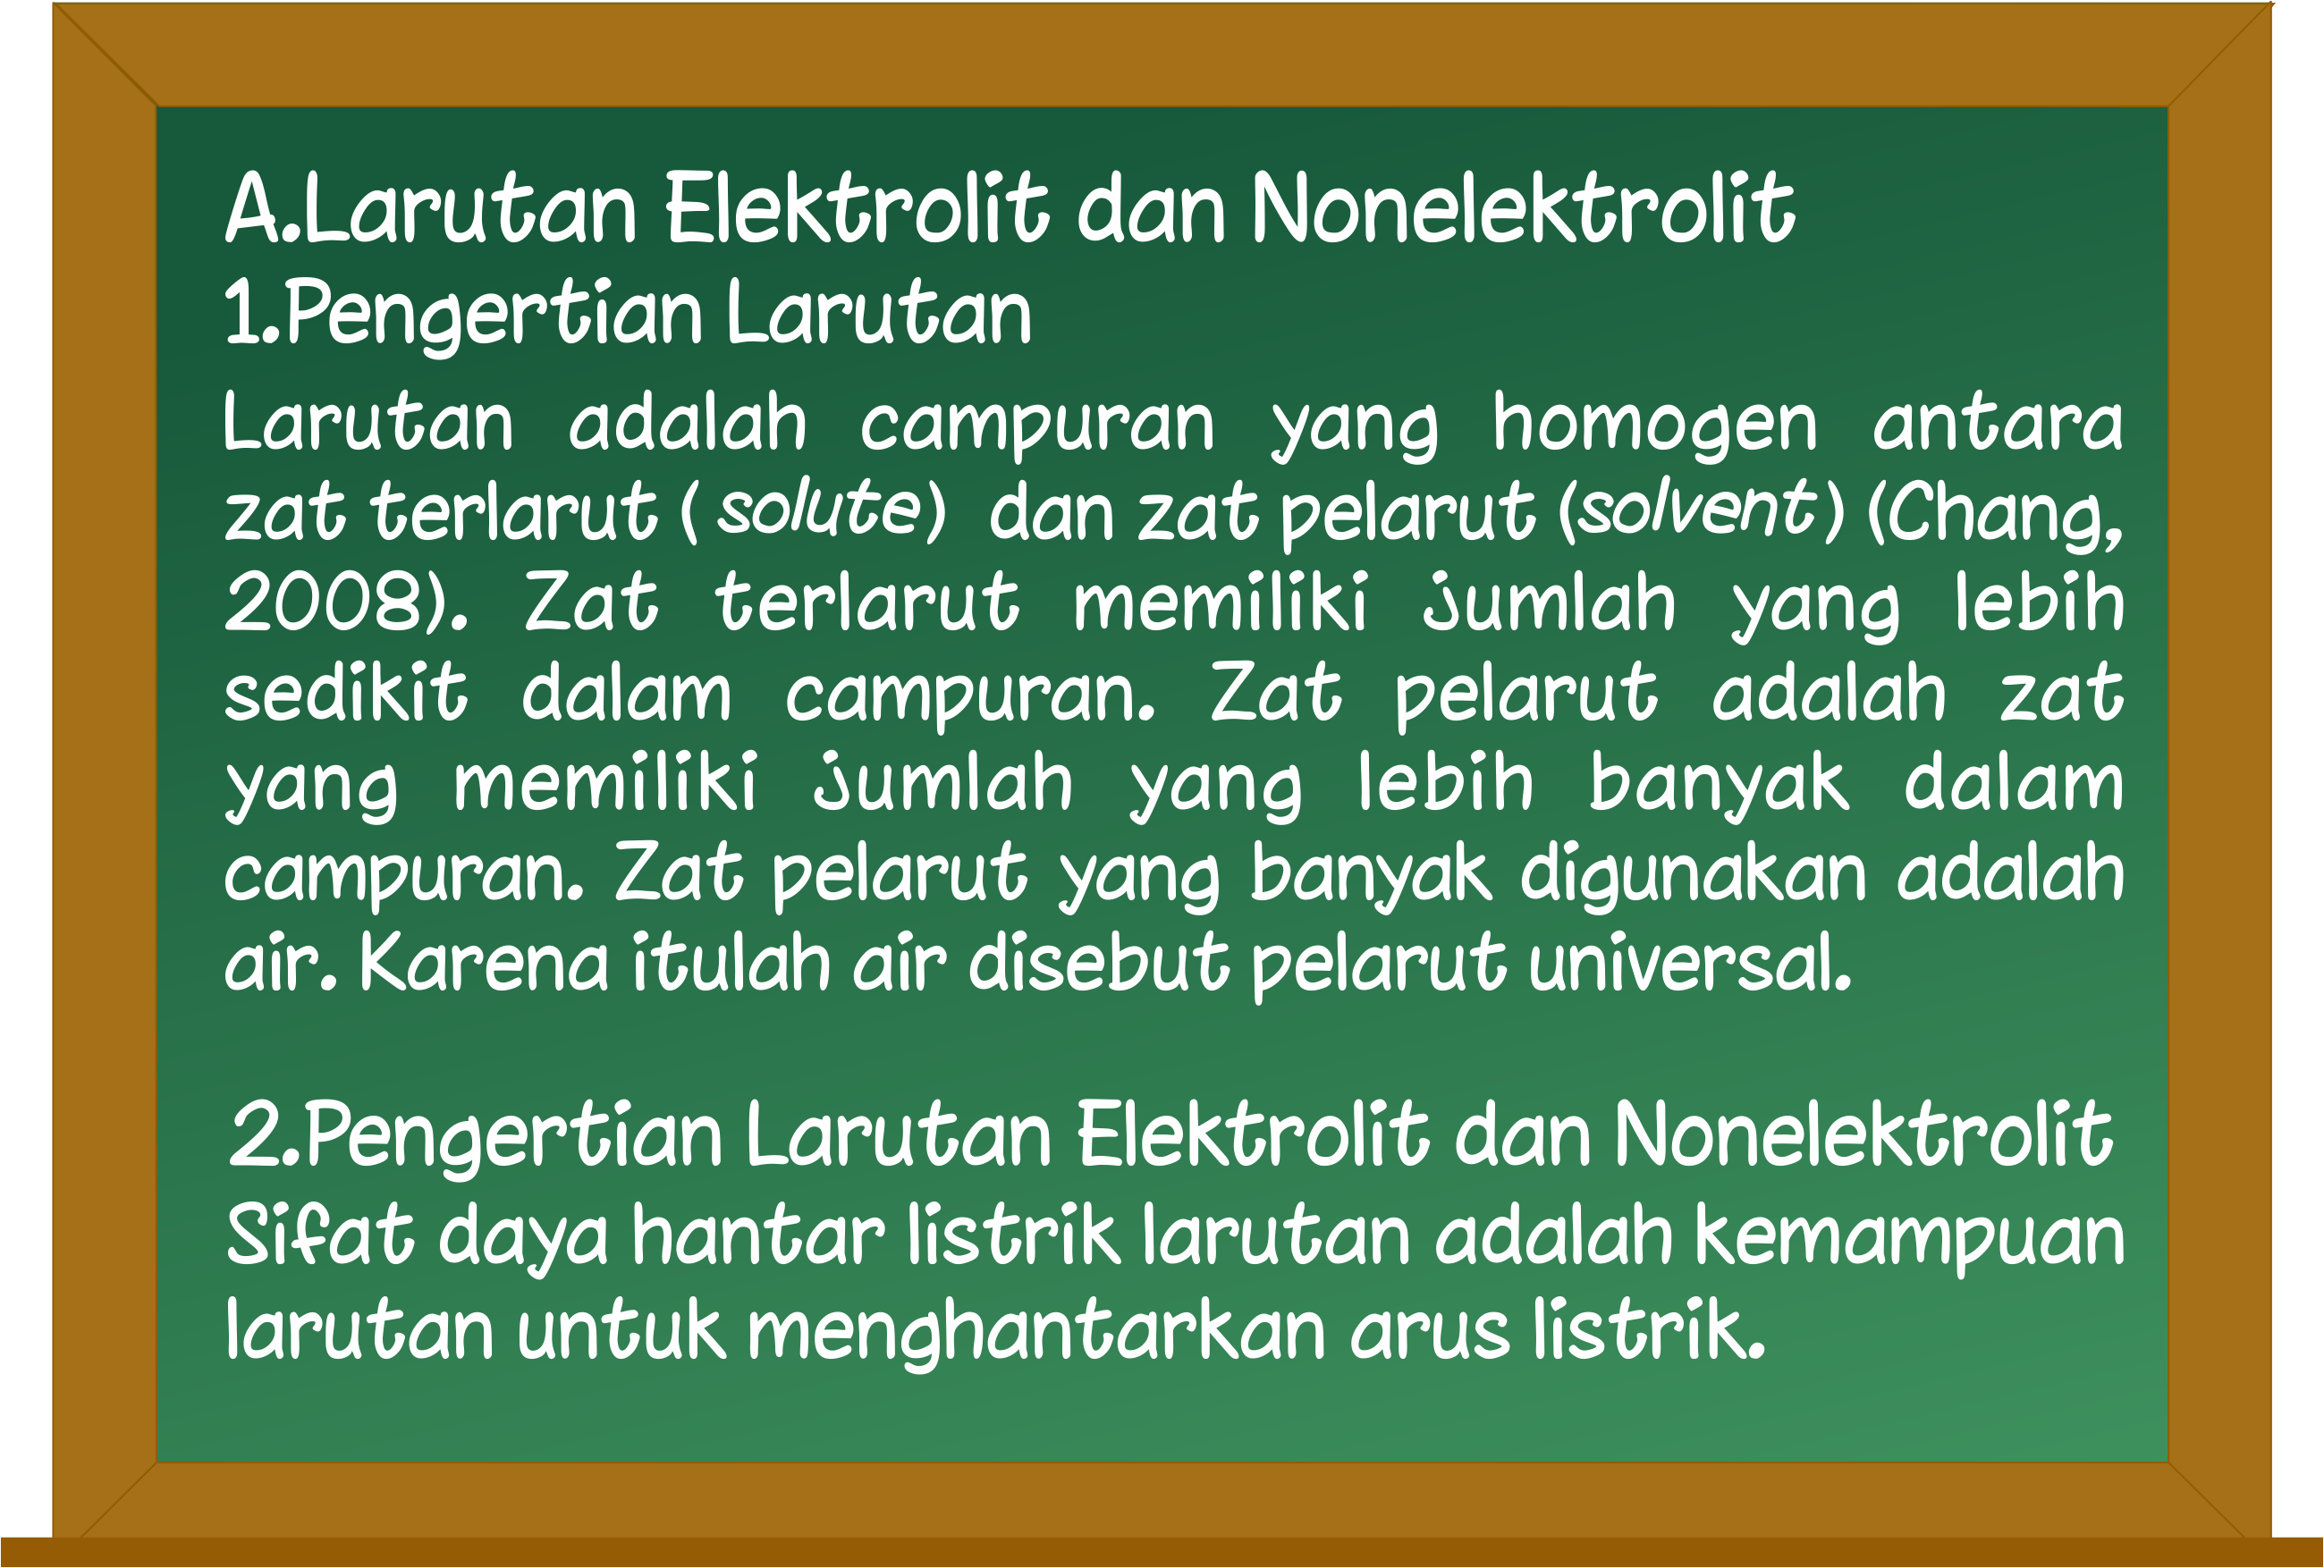 A.Larutan Elektrolit dan Nonelektrolit
1.Pengertian Larutan
Larutan adalah campuran yang homogen antara
zat terlarut( solute) dan zat pelarut(solvent) (Chang,
2008). Zat terlarut memiliki jumlah yang lebih
sedikit dalam campuran. Zat pelarut adalah zat
yang memiliki jumlah yang lebih banyak dalam
campuran. Zat pelarut yang banyak digunakan adalah
air. Karena itulah air disebut pelarut universal.
2.Pengertian Larutan Elektrolit dan Nonelektrolit
Sifat daya hantar listrik larutan adalah kemampuan
larutan untuk menghantarkan arus listrik.